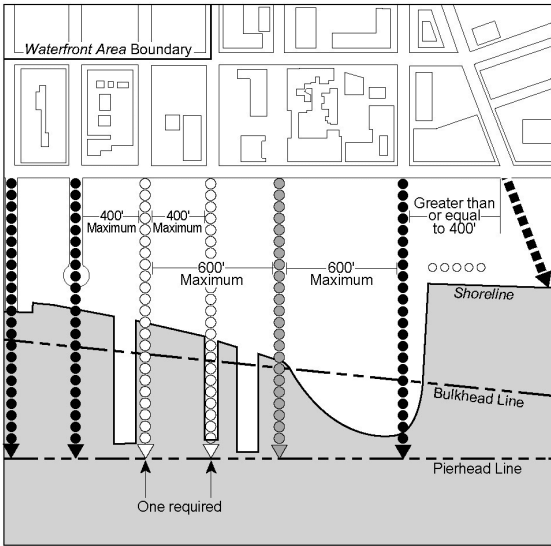 Waterfront Area Boundary
Greater than
or equal
to 400'
400'
Maximum
400'
Maximum
600'
Maximum
600'
Maximum
Shoreline
Bulkhead Line
Pierhead Line
One required